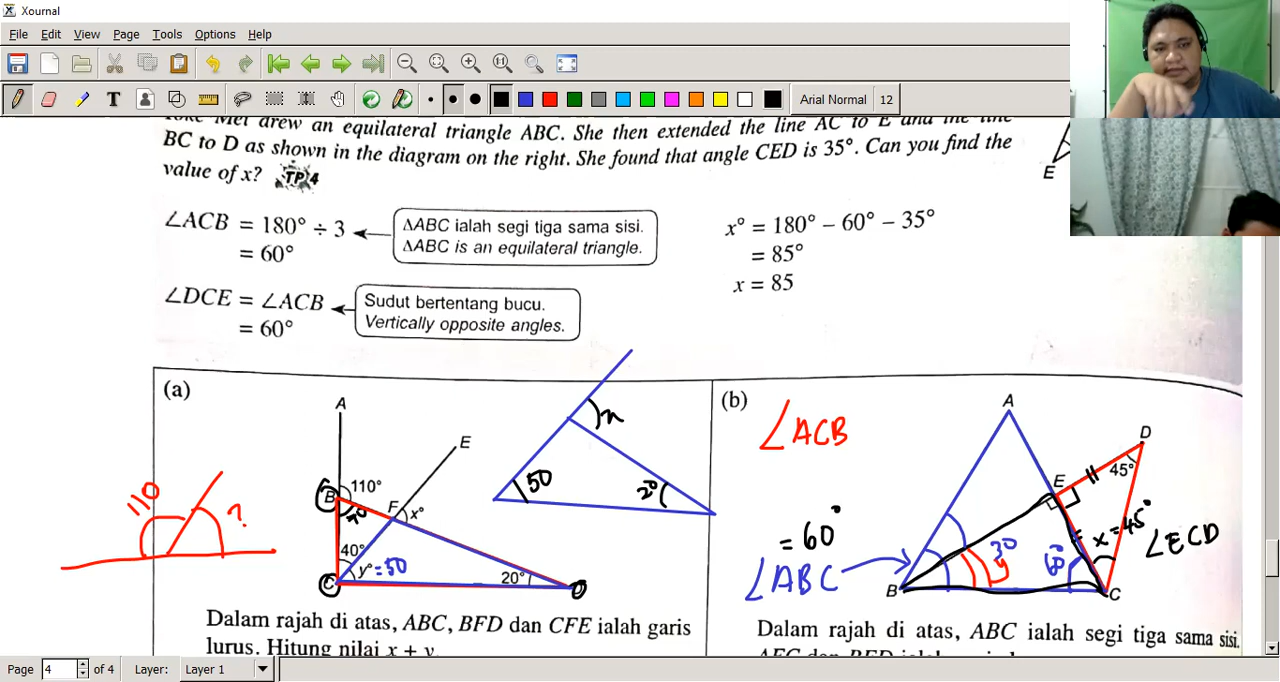 Xournal
File Edit View Page Tools Options Help
Arial Normal 12
drew an equilateral triangle ABC. She then extended the line AC to E and the line
BC to D as shown in the diagram on the right. She found that angle CED is 35°. Can you find the
value of x? TP 4
E
∠ACB = 180° ÷ 3
= 60°
∆ABC ialah segi tiga sama sisi.
∆ABC is an equilateral triangle.
∠DCE = ∠ACB
= 60°
Sudut bertentang bucu.
Vertically opposite angles.
x° = 180° − 60° − 35°
= 85°
x = 85
(a)
A
E
B
110°
F
x°
70
40°
y° = 50
20°
C
D
110
?
50
20
x
Dalam rajah di atas, ABC, BFD dan CFE ialah garis
lurus. Hitung nilai x + y.
(b)
∠ACB
= 60°
∠ABC
A
D
E
45°
B
C
30
60°
x = 45°
∠ECD
Dalam rajah di atas, ABC ialah segi tiga sama sisi.
Page 4 of 4 Layer: Layer 1